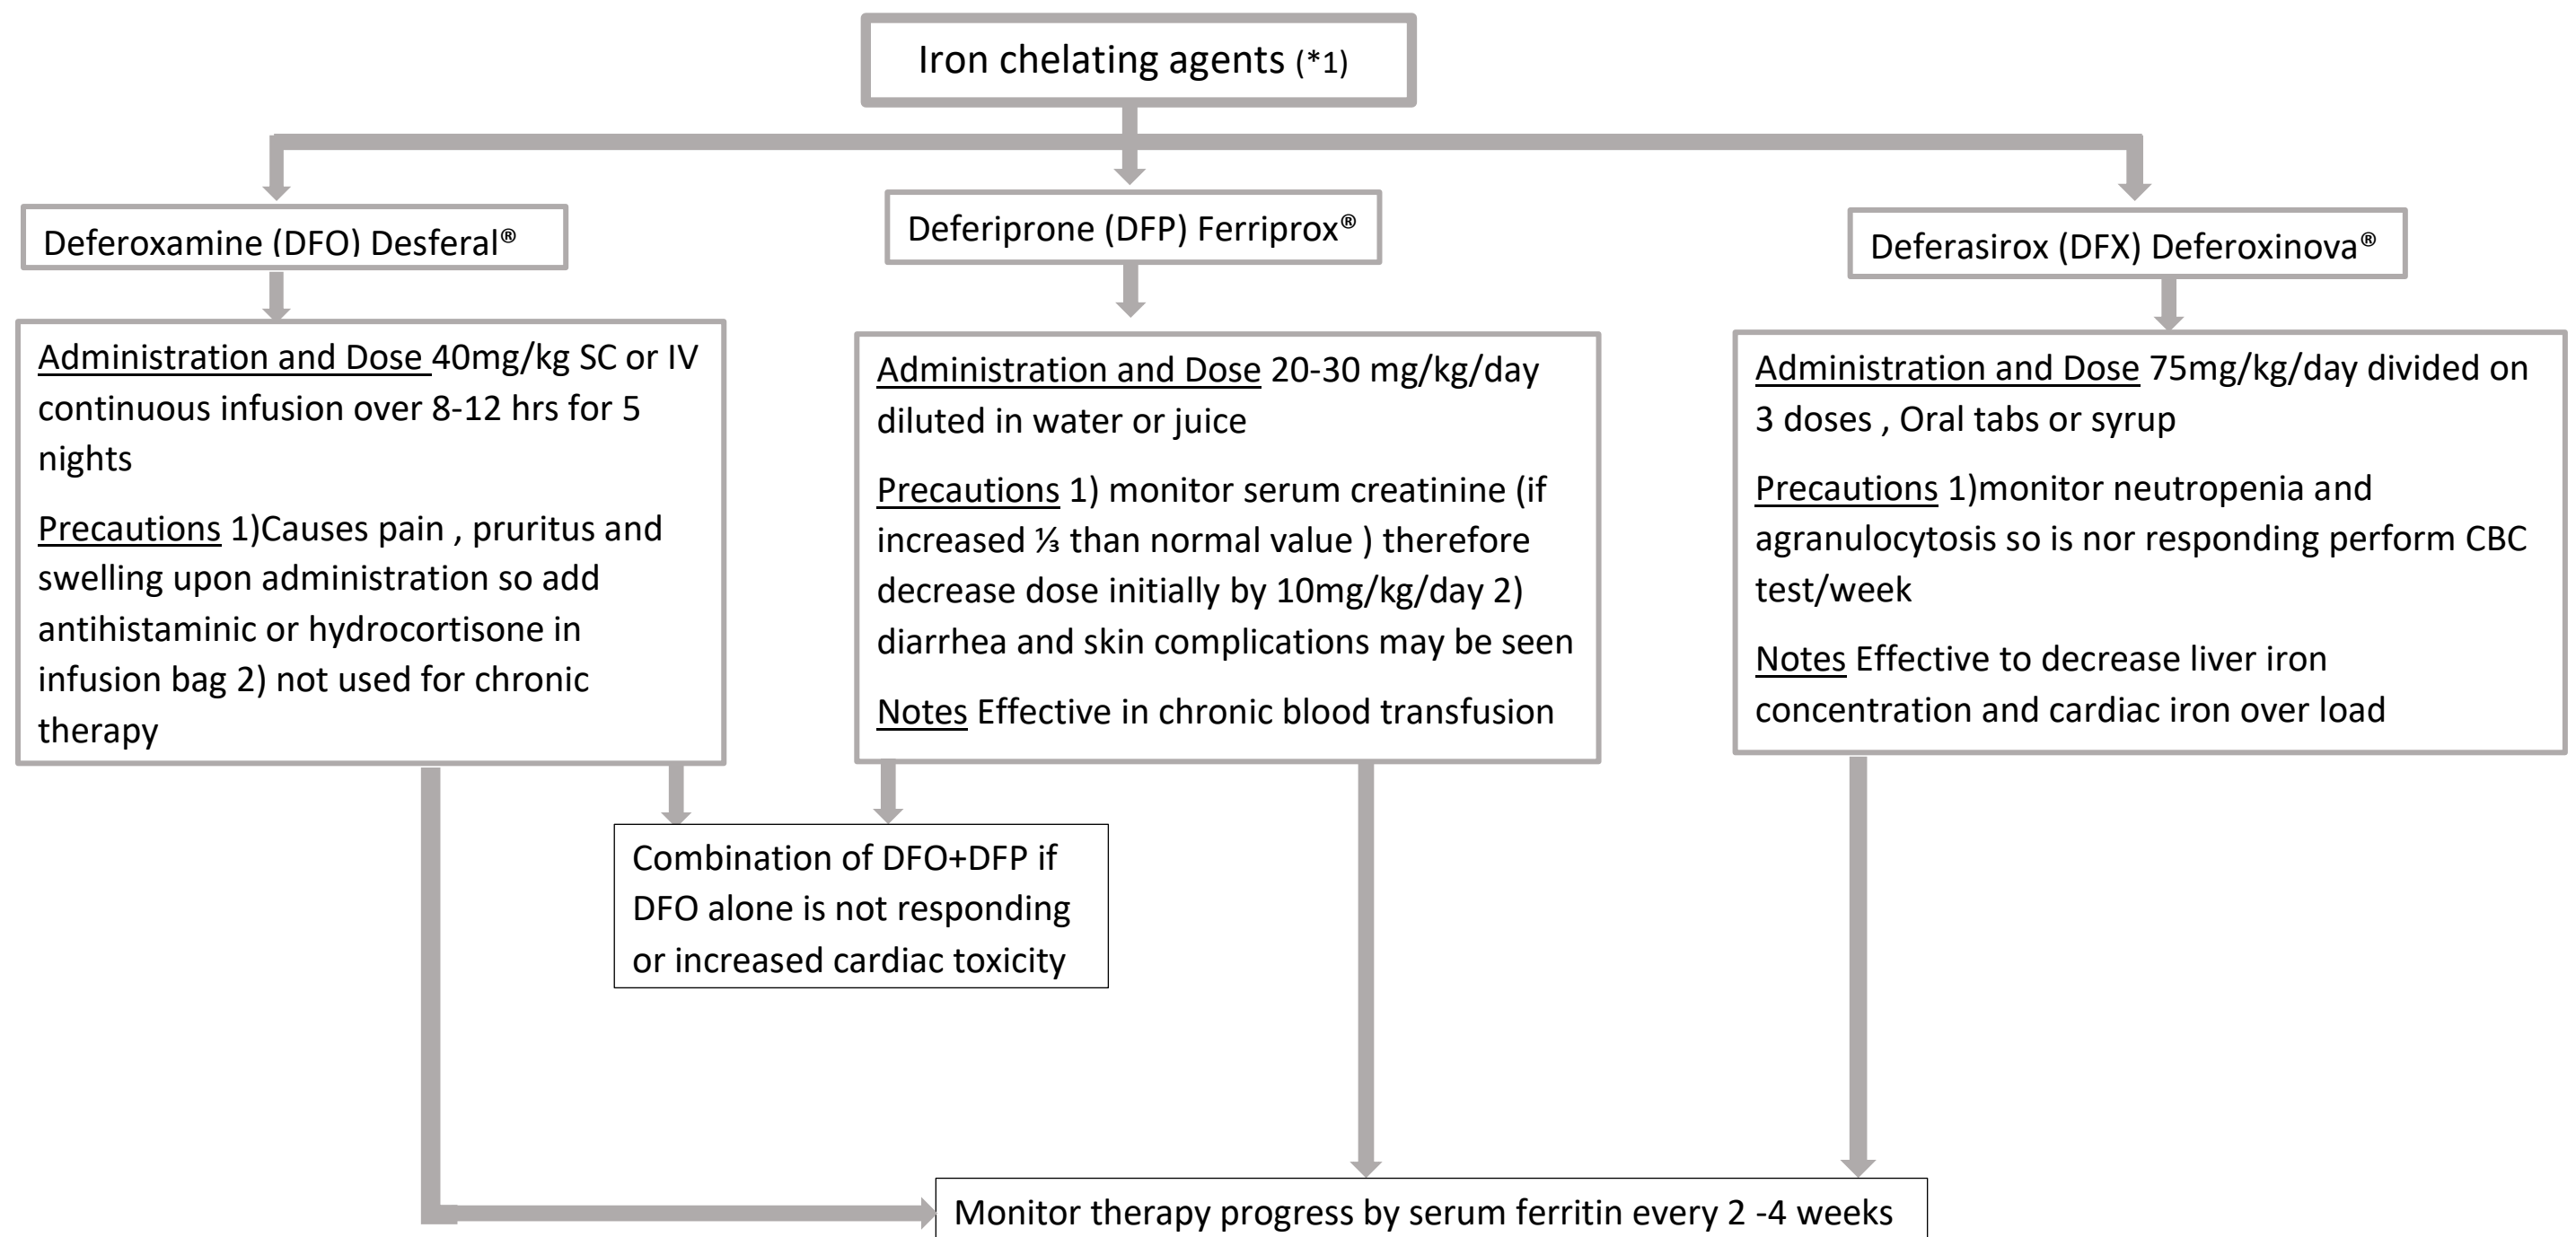 Iron chelating agents (*1)
Deferoxamine (DFO) Desferal®
Deferiprone (DFP) Ferriprox®
Deferasirox (DFX) Deferoxinova®
Administration and Dose 40mg/kg SC or IV
continuous infusion over 8-12 hrs for 5
nights
Precautions 1)Causes pain , pruritus and
swelling upon administration so add
antihistaminic or hydrocortisone in
infusion bag 2) not used for chronic
therapy
Administration and Dose 20-30 mg/kg/day
diluted in water or juice
Precautions 1) monitor serum creatinine (if
increased ⅓ than normal value ) therefore
decrease dose initially by 10mg/kg/day 2)
diarrhea and skin complications may be seen
Notes Effective in chronic blood transfusion
Administration and Dose 75mg/kg/day divided on
3 doses , Oral tabs or syrup
Precautions 1)monitor neutropenia and
agranulocytosis so is nor responding perform CBC
test/week
Notes Effective to decrease liver iron
concentration and cardiac iron over load
Combination of DFO+DFP if
DFO alone is not responding
or increased cardiac toxicity
Monitor therapy progress by serum ferritin every 2 -4 weeks